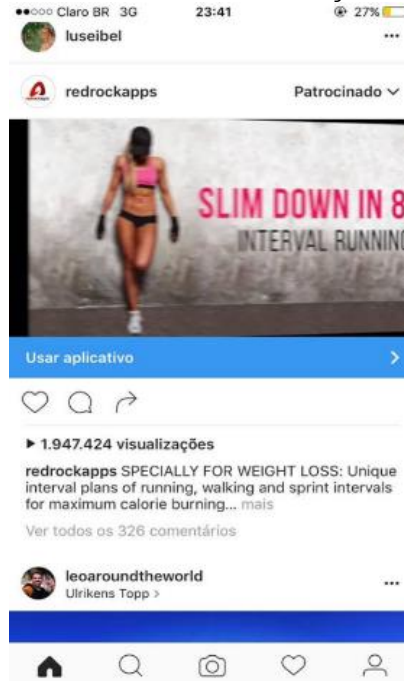 Claro BR 3G 23:41 27%
luseibel
redrockapps Patrocinado
SLIM DOWN IN 8
INTERVAL RUNNING
Usar aplicativo
1.947.424 visualizações
redrockapps SPECIALLY FOR WEIGHT LOSS: Unique
interval plans of running, walking and sprint intervals
for maximum calorie burning... mais
Ver todos os 326 comentários
leoaroundtheworld
Ulrikens Topp >